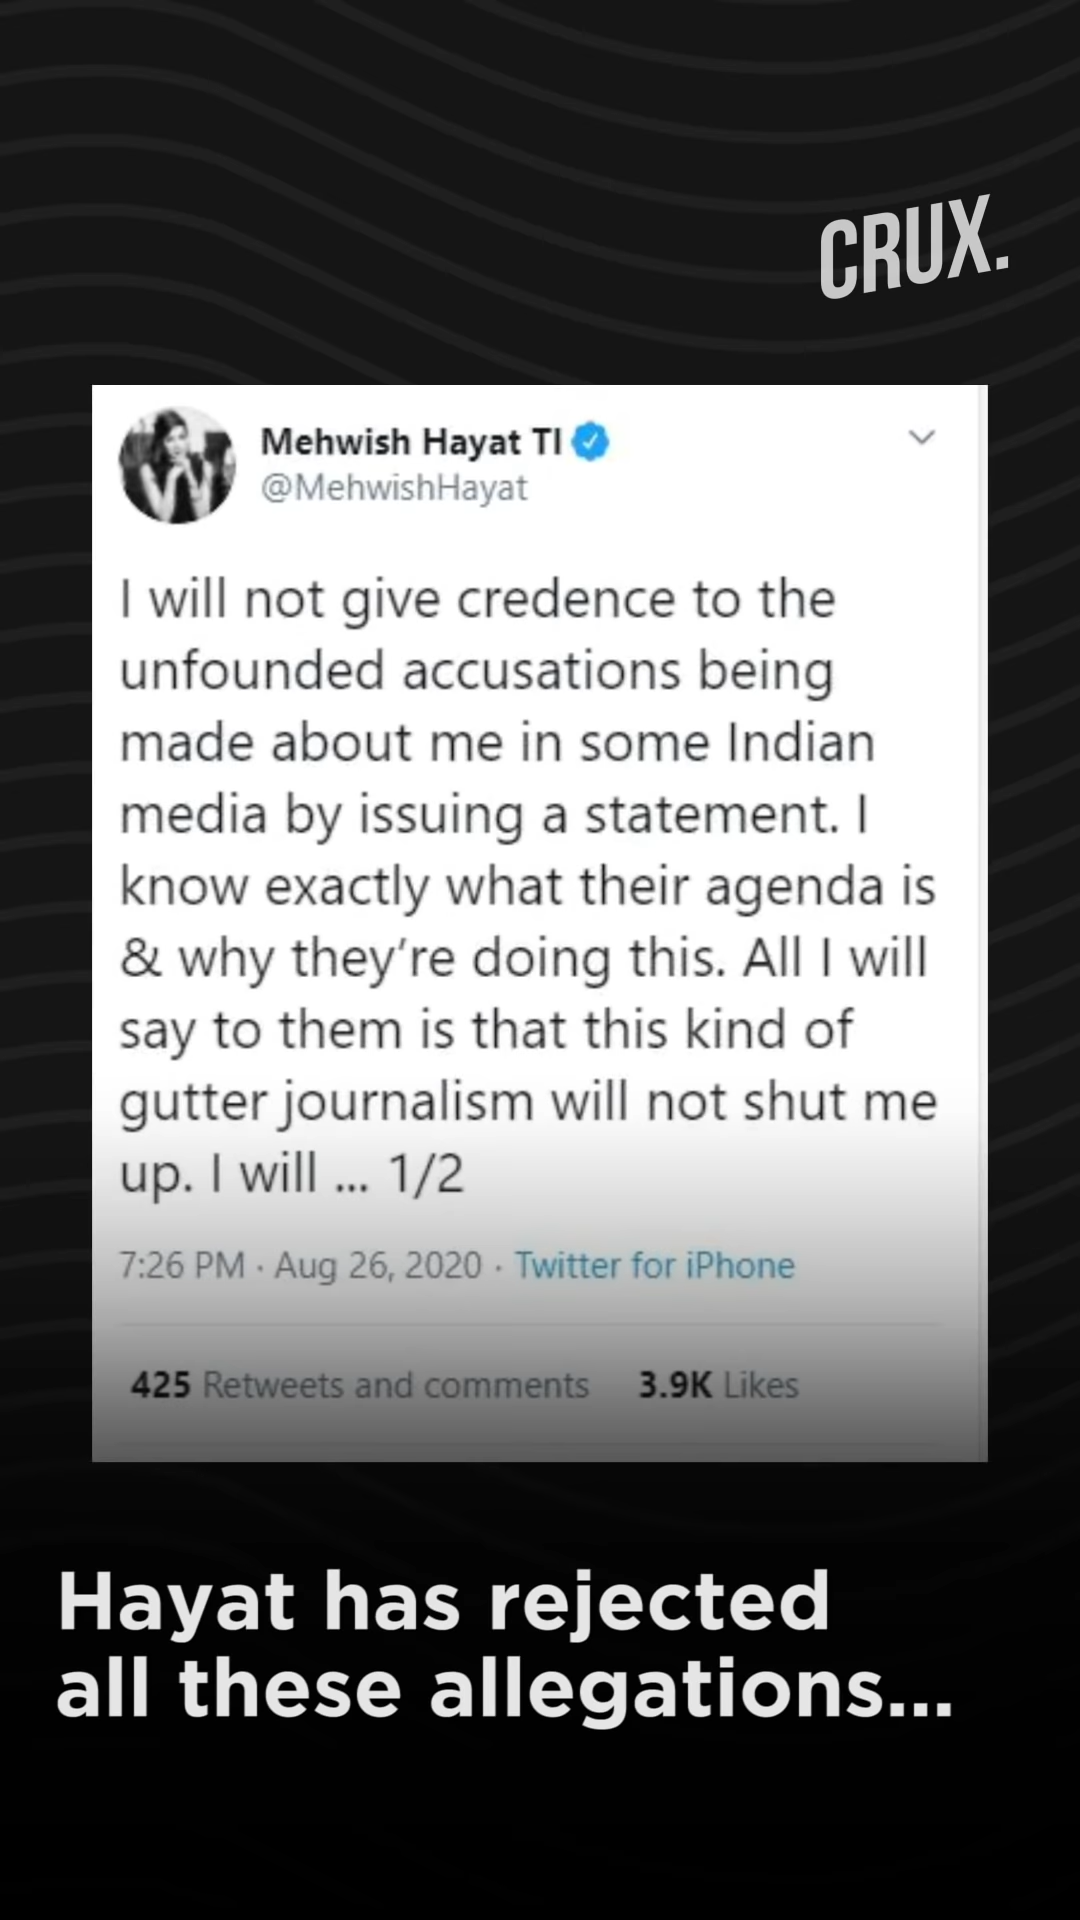 CRUX.
Mehwish Hayat TI
@MehwishHayat
I will not give credence to the
unfounded accusations being
made about me in some Indian
media by issuing a statement. I
know exactly what their agenda is
& why they're doing this. All I will
say to them is that this kind of
gutter journalism will not shut me
up. I will ... 1/2
7:26 PM · Aug 26, 2020 · Twitter for iPhone
425 Retweets and comments 3.9K Likes
Hayat has rejected
all these allegations...